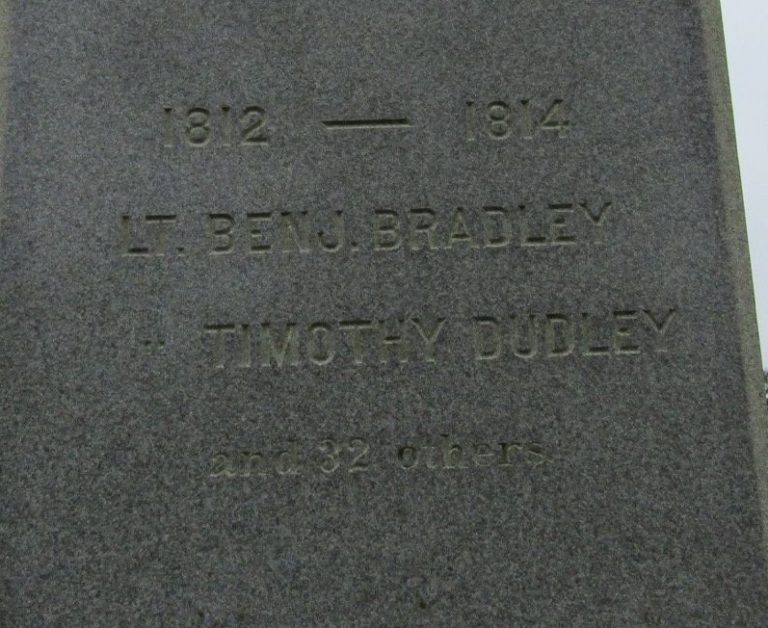 1812 — 1814
LT. BENJ. BRADLEY
" TIMOTHY DUDLEY
and 32 others